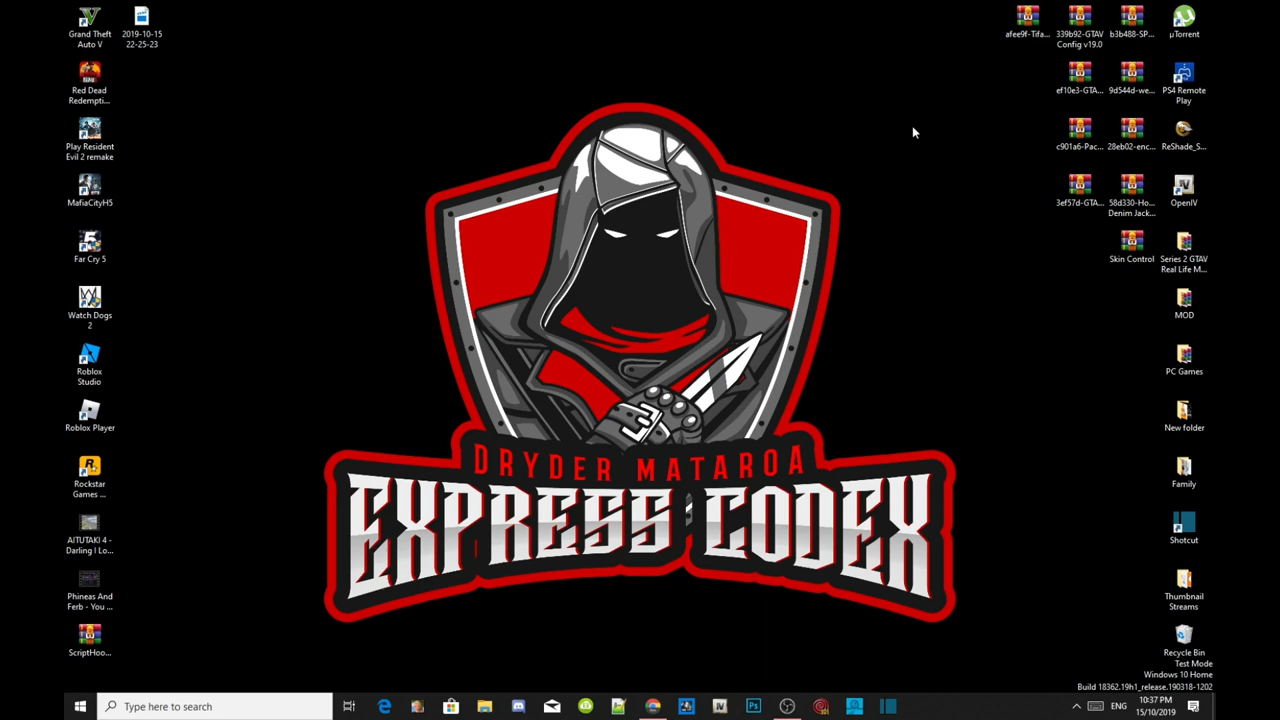 Grand Theft
Auto V
2019-10-15
22-25-23
Red Dead
Redempti...
Play Resident
Evil 2 remake
MafiaCityH5
Far Cry 5
Watch Dogs
2
Roblox
Studio
Roblox Player
Rockstar
Games ...
AITUTAKI 4 -
Darling I Lo...
Phineas And
Ferb - You ...
ScriptHoo...
DRYDER MATAROA
EXPRESS CODEX
afee9f-Tifa...
339b92-GTAV
Config v19.0
b3b488-SP...
µTorrent
ef10e3-GTA...
9d544d-we...
PS4 Remote
Play
c901a6-Pac...
28eb02-enc...
ReShade_S...
3ef57d-GTA...
58d330-Ho...
Denim Jack...
OpenIV
Skin Control
Series 2 GTAV
Real Life M...
MOD
PC Games
New folder
Family
Shotcut
Thumbnail
Streams
Recycle Bin
Test Mode
Windows 10 Home
Build 18362.19h1_release.190318-1202
Type here to search
ENG
10:37 PM
15/10/2019